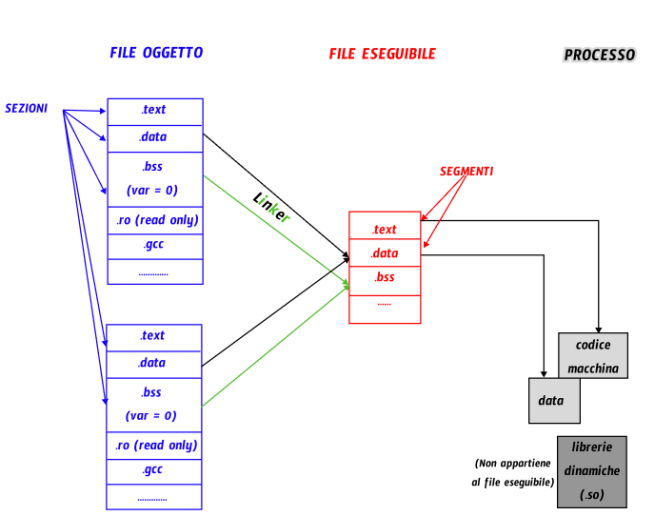 FILE OGGETTO
FILE ESEGUIBILE
PROCESSO
SEZIONI
.text
.data
.bss
(var = 0)
.ro (read only)
.gcc
.............
Linker
SEGMENTI
.text
.data
.bss
......
.text
.data
.bss
(var = 0)
.ro (read only)
.gcc
.............
codice
macchina
data
(Non appartiene
al file eseguibile)
librerie
dinamiche
(.so)